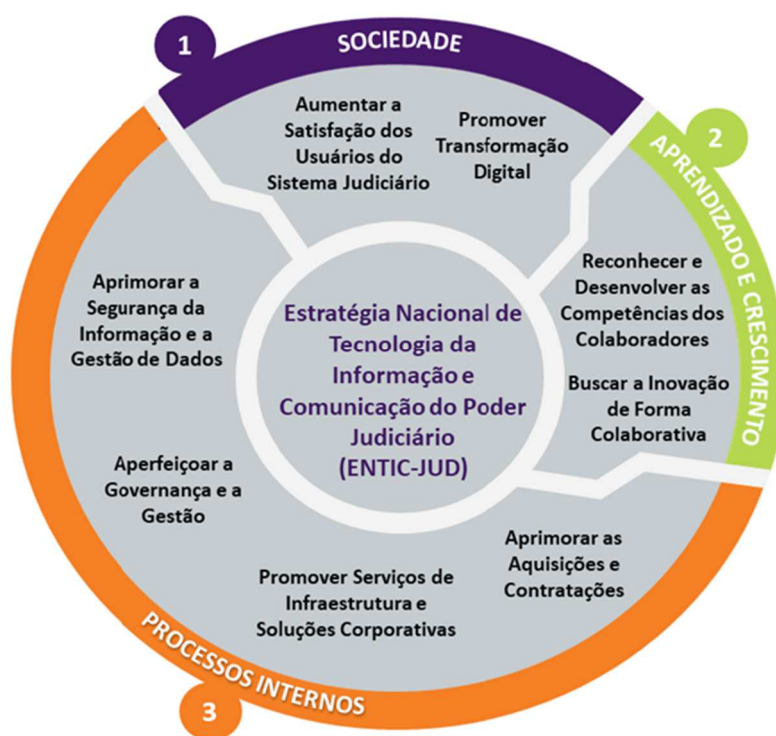 1
SOCIEDADE
Aumentar a
Satisfação dos
Usuários do
Sistema Judiciário
Promover
Transformação
Digital
2
APRENDIZADO E CRESCIMENTO
Reconhecer e
Desenvolver as
Competências dos
Colaboradores
Buscar a Inovação
de Forma
Colaborativa
Estratégia Nacional de
Tecnologia da
Informação e
Comunicação do Poder
Judiciário
(ENTIC-JUD)
Aprimorar a
Segurança da
Informação e a
Gestão de Dados
Aperfeiçoar a
Governança e a
Gestão
Promover Serviços de
Infraestrutura e
Soluções Corporativas
Aprimorar as
Aquisições e
Contratações
PROCESSOS INTERNOS
3